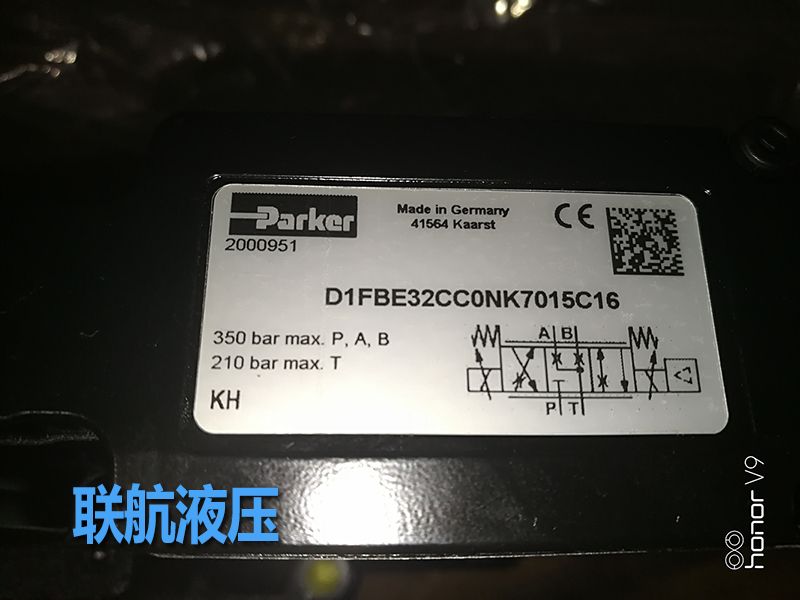 Parker
Made in Germany
41564 Kaarst
CE
2000951
D1FBE32CC0NK7015C16
350 bar max. P, A, B
210 bar max. T
A B
P T
KH
联航液压
honor V9